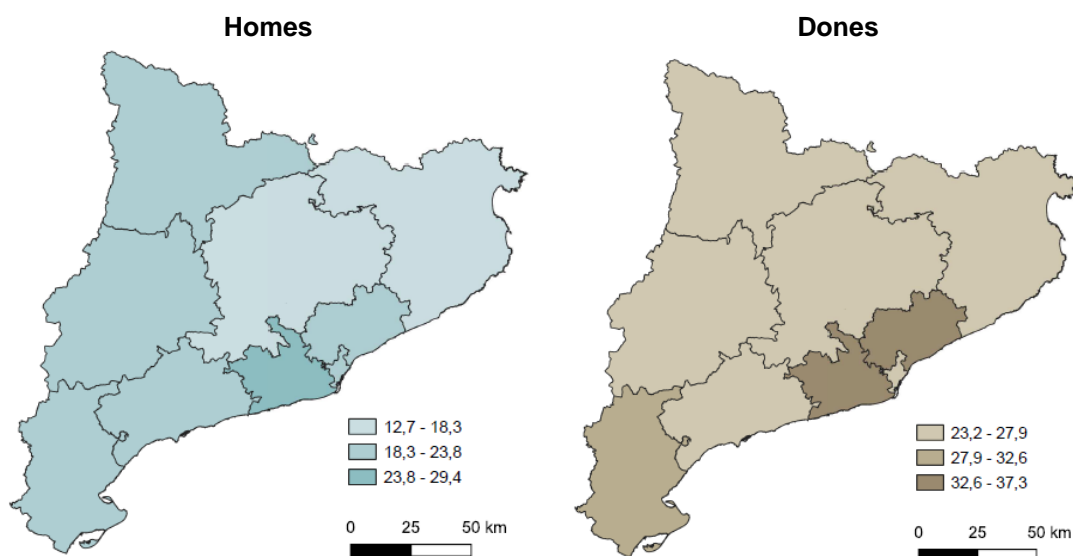 Homes
Dones
12,7 - 18,3
18,3 - 23,8
23,8 - 29,4
0 25 50 km
23,2 - 27,9
27,9 - 32,6
32,6 - 37,3
0 25 50 km